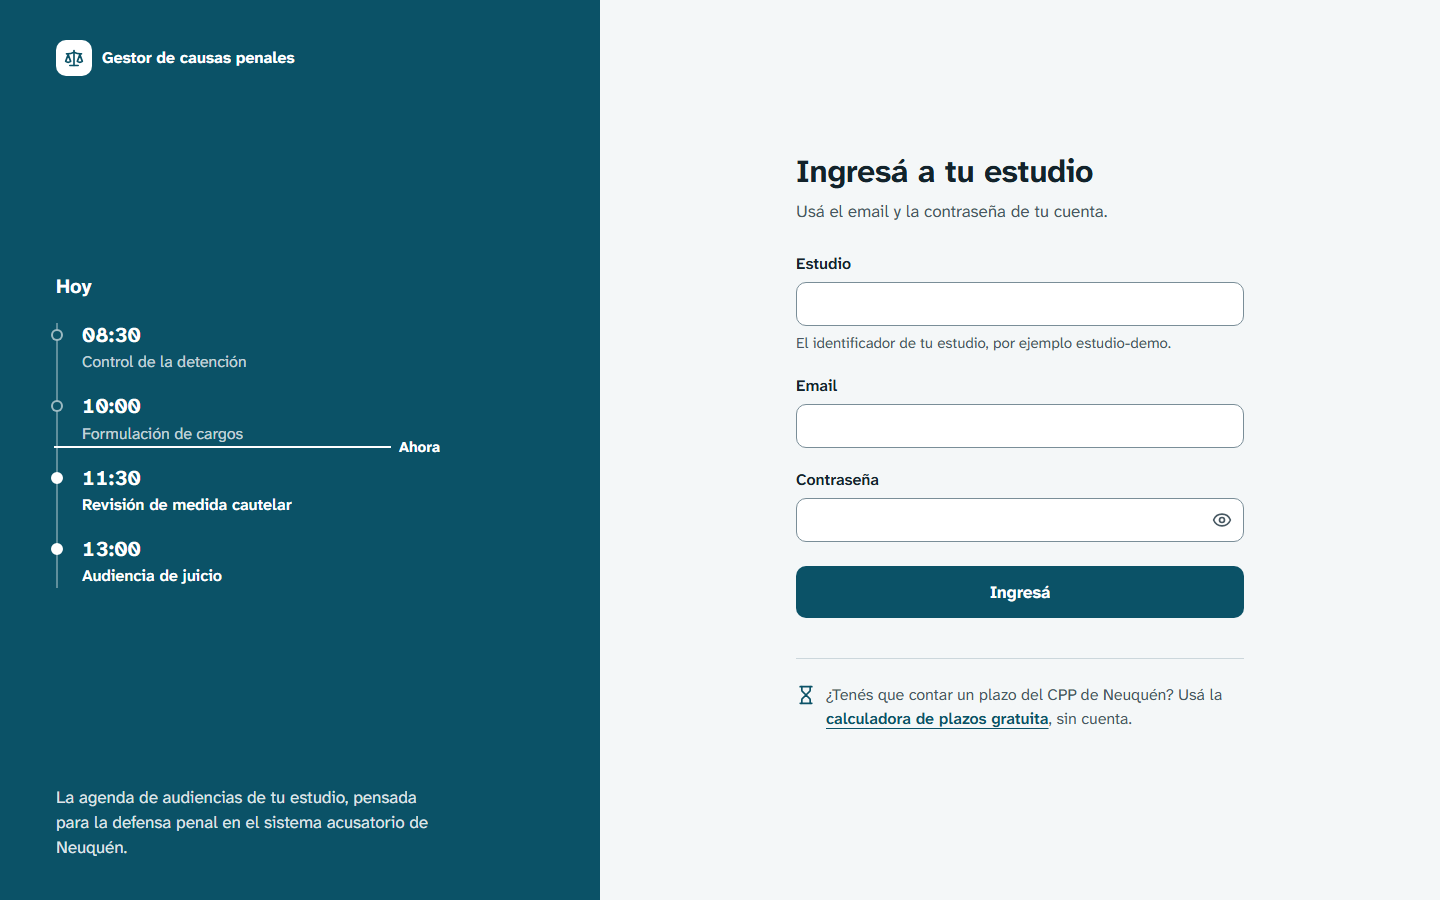 Gestor de causas penales
Hoy
08:30
Control de la detención
10:00
Formulación de cargos
Ahora
11:30
Revisión de medida cautelar
13:00
Audiencia de juicio
La agenda de audiencias de tu estudio, pensada
para la defensa penal en el sistema acusatorio de
Neuquén.
Ingresá a tu estudio
Usá el email y la contraseña de tu cuenta.
Estudio
El identificador de tu estudio, por ejemplo estudio-demo.
Email
Contraseña
Ingresá
¿Tenés que contar un plazo del CPP de Neuquén? Usá la
calculadora de plazos gratuita, sin cuenta.